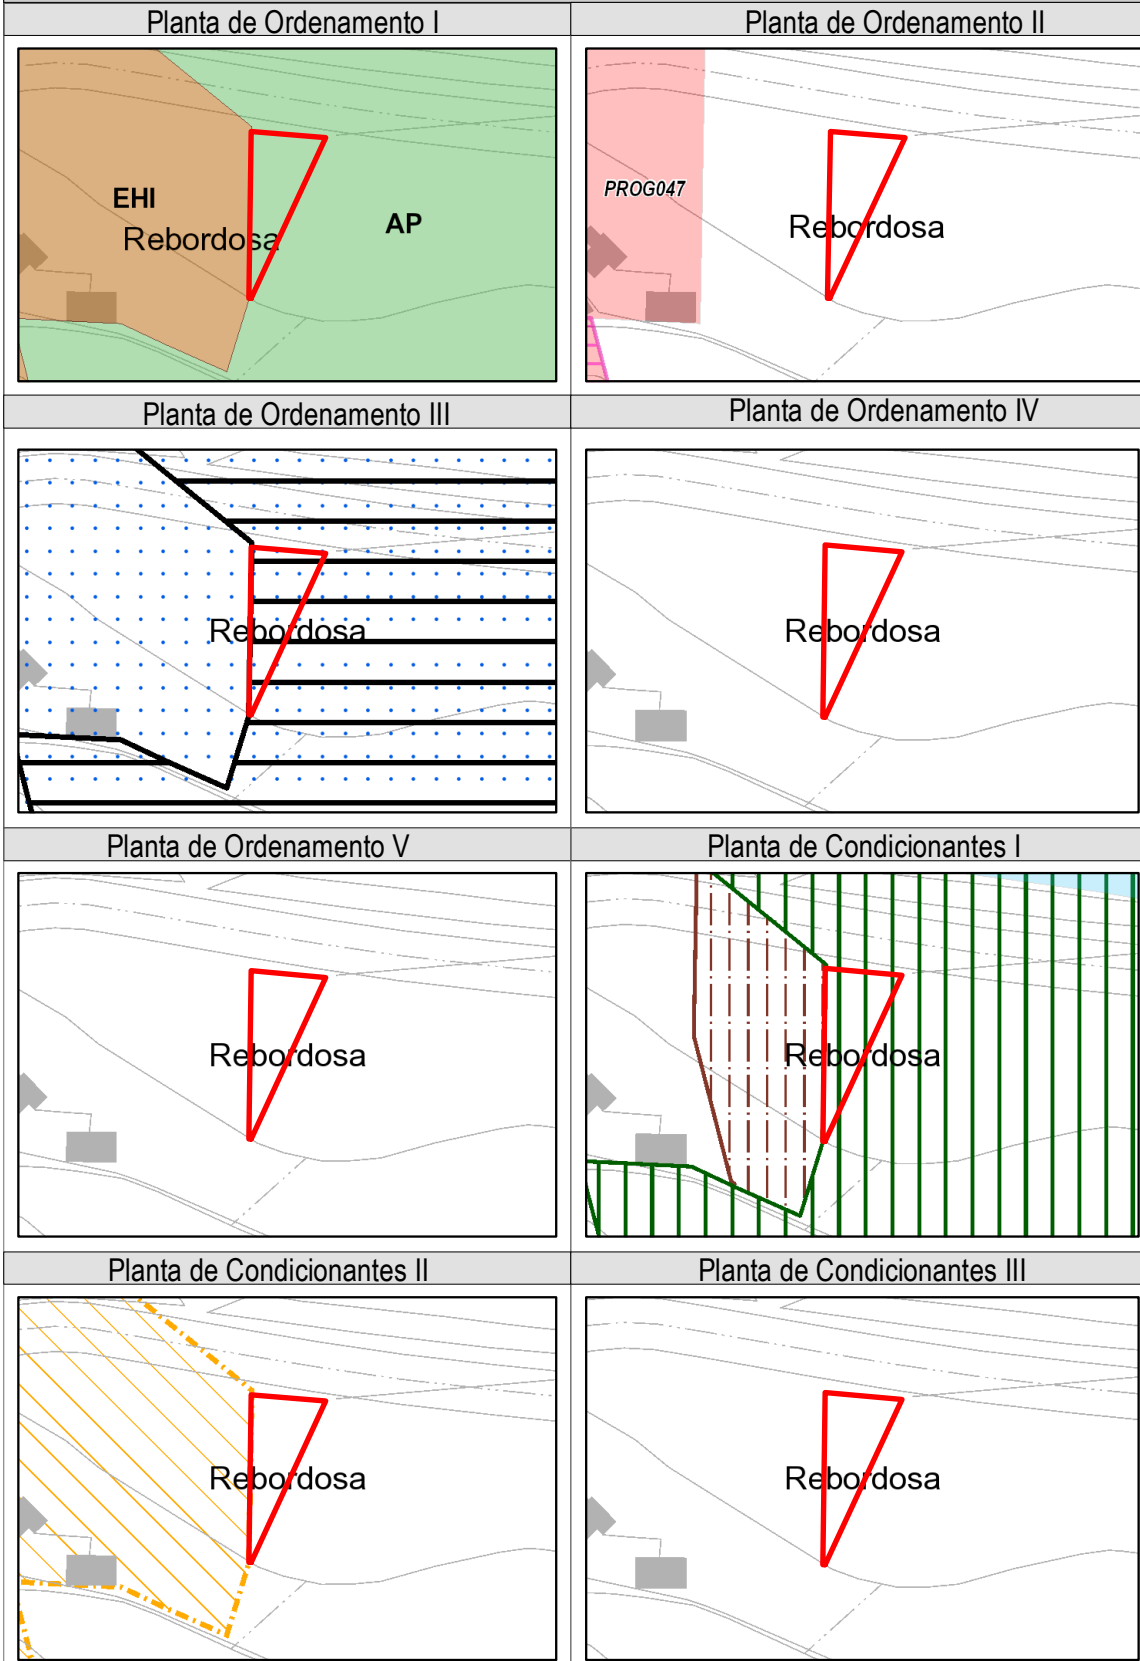 Planta de Ordenamento I
Planta de Ordenamento II
EHI
Rebordosa
AP
PROG047
Rebordosa
Planta de Ordenamento III
Planta de Ordenamento IV
Rebordosa
Rebordosa
Planta de Ordenamento V
Planta de Condicionantes I
Rebordosa
Rebordosa
Planta de Condicionantes II
Planta de Condicionantes III
Rebordosa
Rebordosa